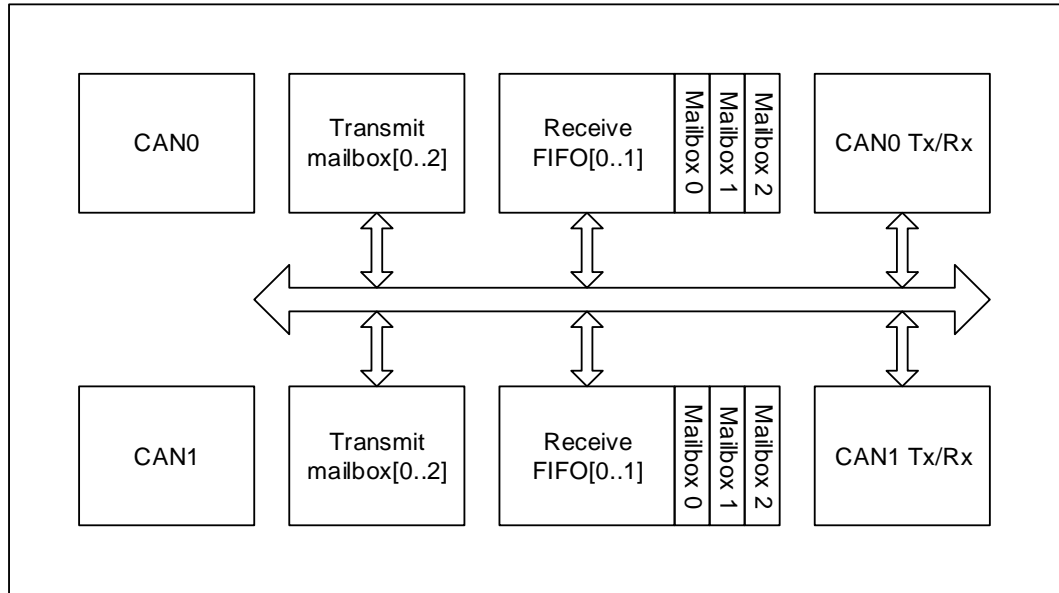 CAN0
Transmit
mailbox[0..2]
Receive
FIFO[0..1]
Mailbox 0
Mailbox 1
Mailbox 2
CAN0 Tx/Rx
CAN1
Transmit
mailbox[0..2]
Receive
FIFO[0..1]
Mailbox 0
Mailbox 1
Mailbox 2
CAN1 Tx/Rx